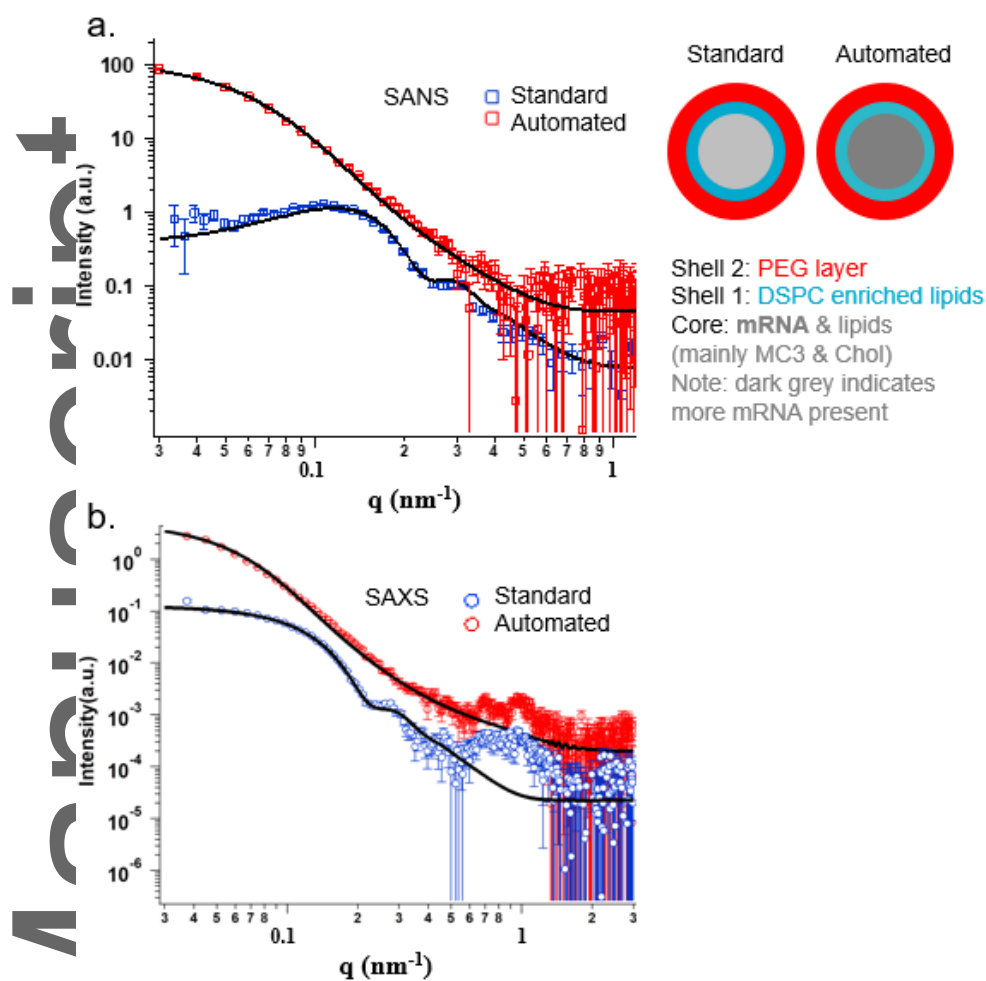 a.
SANS
Standard
Automated
Intensity (a.u.)
100
10
1
0.1
0.01
3 4 5 6 7 8 9 2 3 4 5 6 7 8 9
0.1 1
q (nm-1)
Standard Automated
Shell 2: PEG layer
Shell 1: DSPC enriched lipids
Core: mRNA & lipids
(mainly MC3 & Chol)
Note: dark grey indicates
more mRNA present
b.
SAXS
Standard
Automated
Intensity(a.u.)
10^0
10^-1
10^-2
10^-3
10^-4
10^-5
10^-6
3 4 5 6 7 8 2 3 4 5 6 7 8 2 3
0.1 1
q (nm-1)